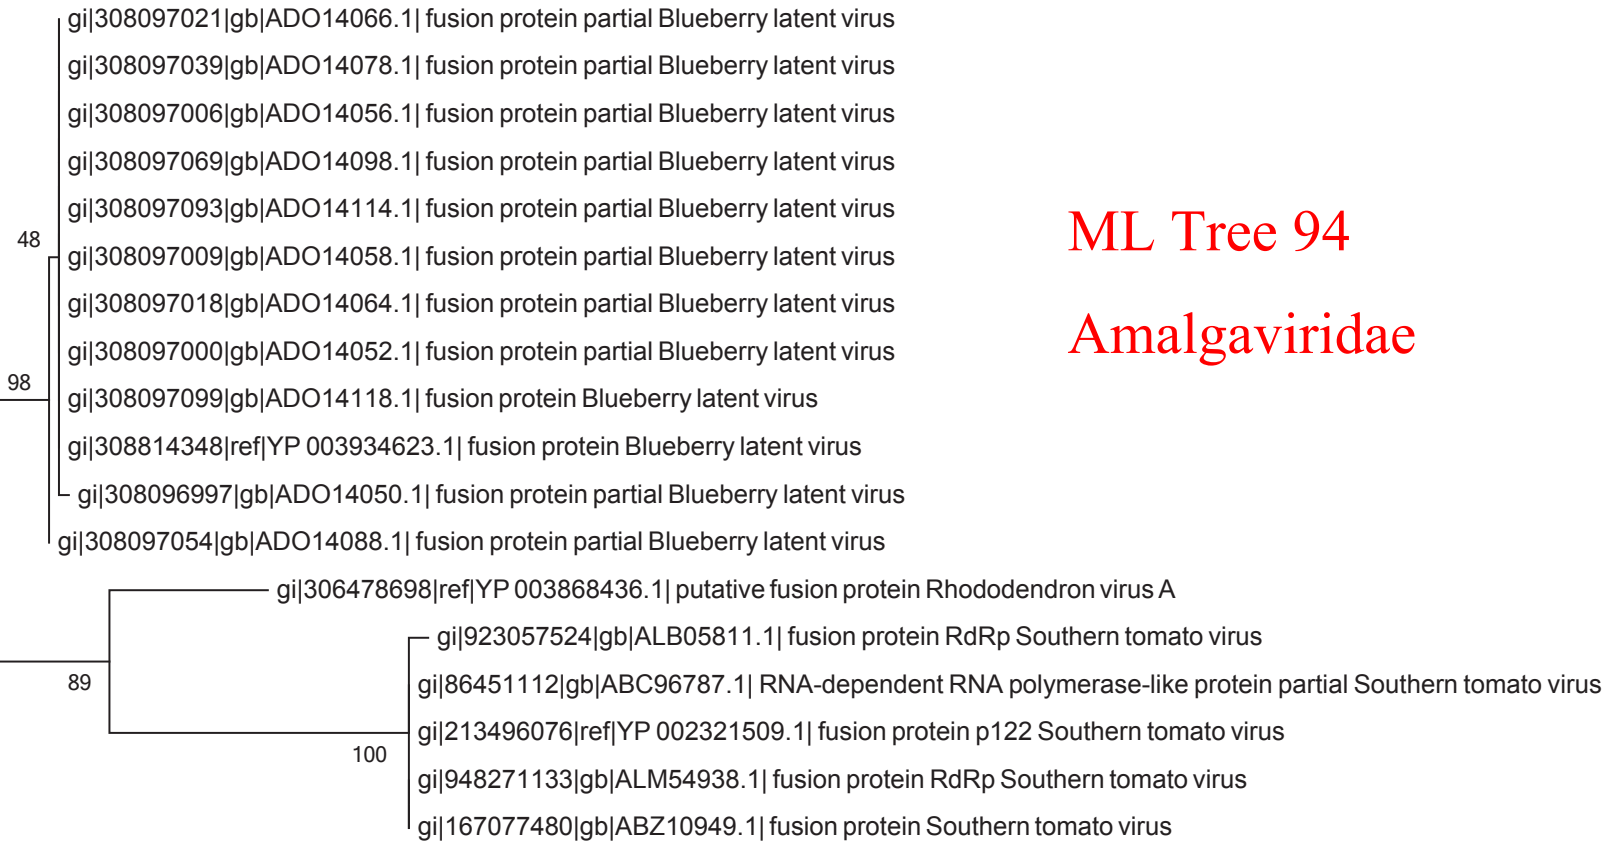 gi|308097021|gb|ADO14066.1| fusion protein partial Blueberry latent virus
gi|308097039|gb|ADO14078.1| fusion protein partial Blueberry latent virus
gi|308097006|gb|ADO14056.1| fusion protein partial Blueberry latent virus
gi|308097069|gb|ADO14098.1| fusion protein partial Blueberry latent virus
gi|308097093|gb|ADO14114.1| fusion protein partial Blueberry latent virus
ML Tree 94
48
gi|308097009|gb|ADO14058.1| fusion protein partial Blueberry latent virus
gi|308097018|gb|ADO14064.1| fusion protein partial Blueberry latent virus
Amalgaviridae
gi|308097000|gb|ADO14052.1| fusion protein partial Blueberry latent virus
98
gi|308097099|gb|ADO14118.1| fusion protein Blueberry latent virus
gi|308814348|ref|YP 003934623.1| fusion protein Blueberry latent virus
gi|308096997|gb|ADO14050.1| fusion protein partial Blueberry latent virus
gi|308097054|gb|ADO14088.1| fusion protein partial Blueberry latent virus
gi|306478698|ref|YP 003868436.1| putative fusion protein Rhododendron virus A
gi|923057524|gb|ALB05811.1| fusion protein RdRp Southern tomato virus
89
gi|86451112|gb|ABC96787.1| RNA-dependent RNA polymerase-like protein partial Southern tomato virus
gi|213496076|ref|YP 002321509.1| fusion protein p122 Southern tomato virus
100
gi|948271133|gb|ALM54938.1| fusion protein RdRp Southern tomato virus
gi|167077480|gb|ABZ10949.1| fusion protein Southern tomato virus